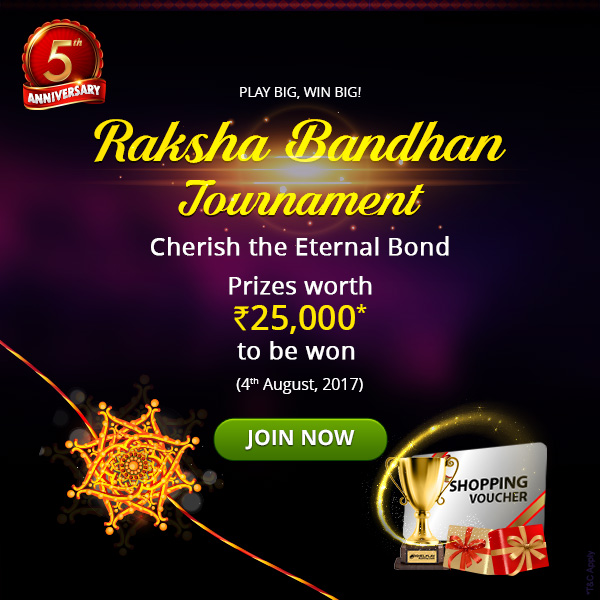 5th
ANNIVERSARY
PLAY BIG, WIN BIG!
Raksha Bandhan
Tournament
Cherish the Eternal Bond
Prizes worth
₹25,000*
to be won
(4th August, 2017)
JOIN NOW
SHOPPING
VOUCHER
*T&C Apply